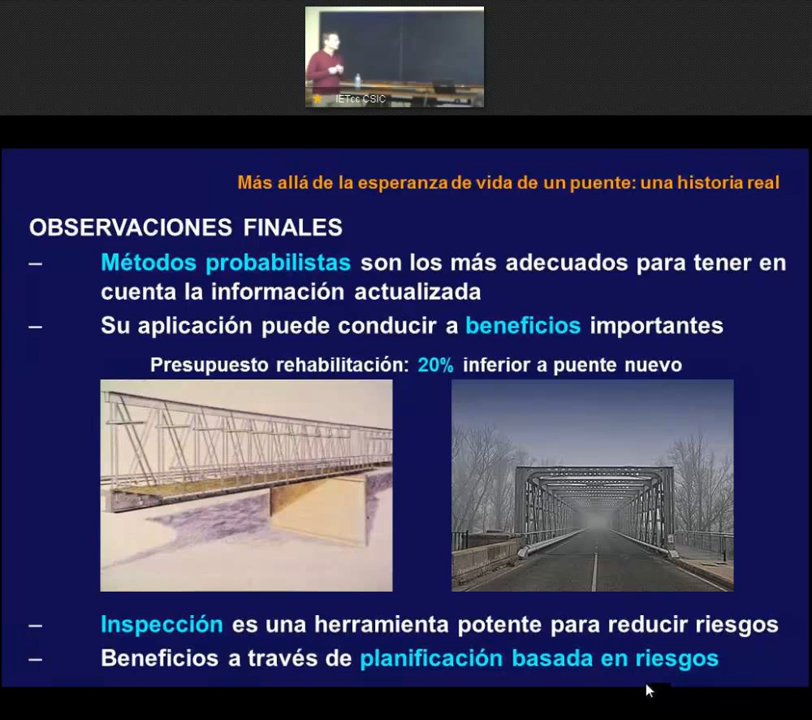 IETcc CSIC
Más allá de la esperanza de vida de un puente: una historia real
OBSERVACIONES FINALES
– Métodos probabilistas son los más adecuados para tener en
cuenta la información actualizada
– Su aplicación puede conducir a beneficios importantes
Presupuesto rehabilitación: 20% inferior a puente nuevo
– Inspección es una herramienta potente para reducir riesgos
– Beneficios a través de planificación basada en riesgos